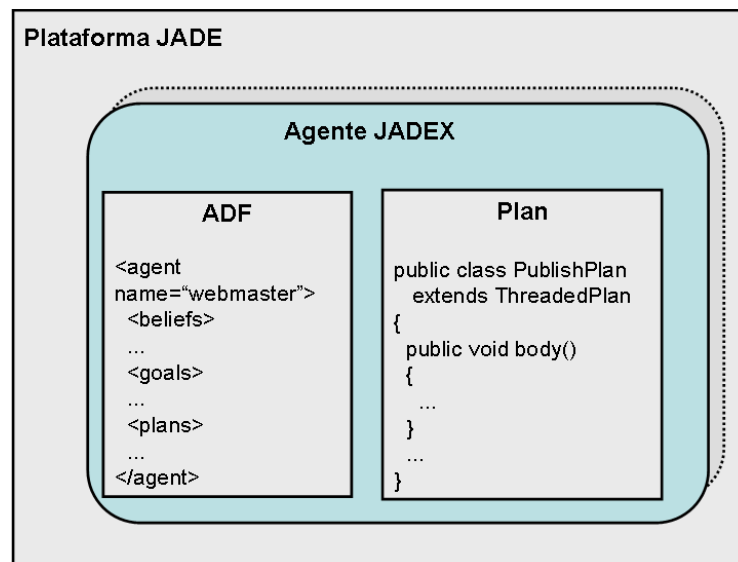 Plataforma JADE
Agente JADEX
ADF
<agent
name=“webmaster”>
<beliefs>
...
<goals>
...
<plans>
...
</agent>
Plan
public class PublishPlan
extends ThreadedPlan
{
public void body()
{
...
}
...
}